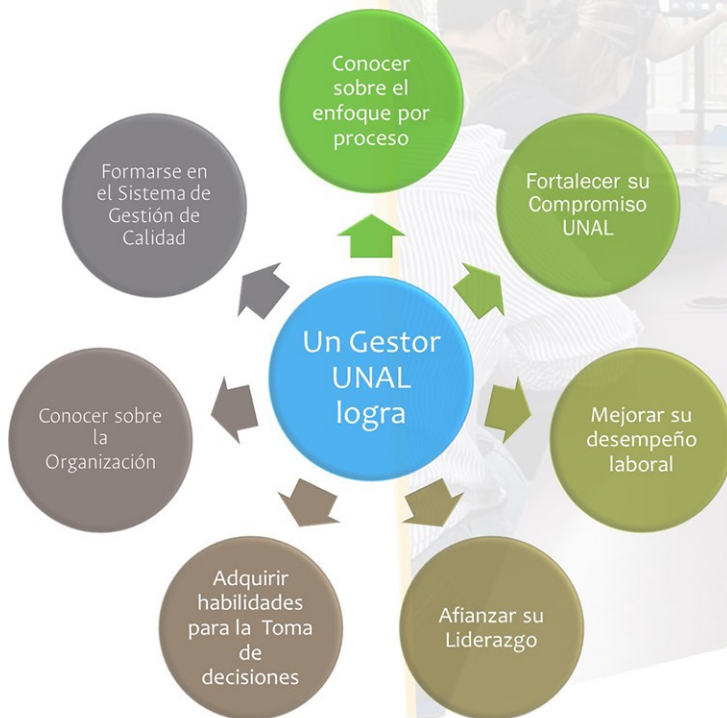 Conocer
sobre el
enfoque por
proceso
Fortalecer su
Compromiso
UNAL
Mejorar su
desempeño
laboral
Afianzar su
Liderazgo
Adquirir
habilidades
para la Toma
de
decisiones
Conocer sobre
la
Organización
Formarse en
el Sistema de
Gestión de
Calidad
Un Gestor
UNAL
logra